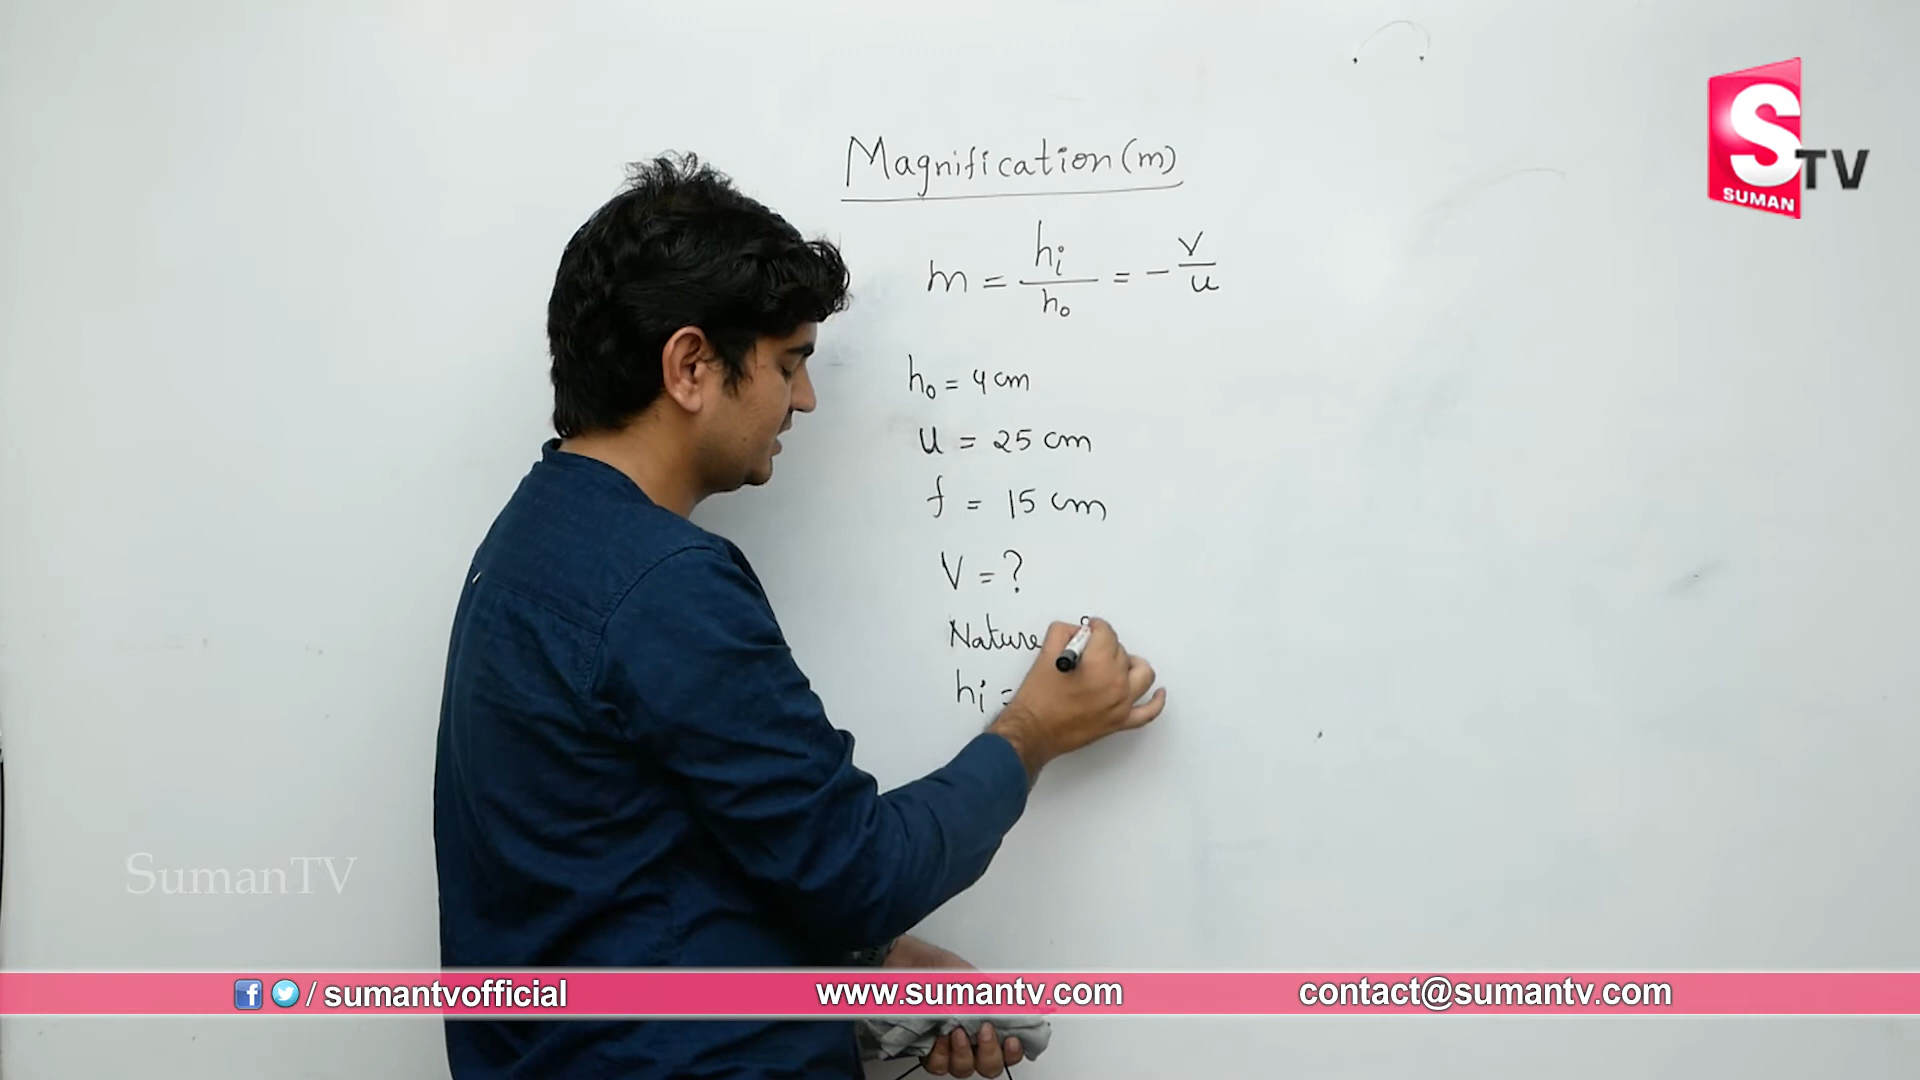 Magnification (m)
m = hi/ho = - v/u
ho = 4 cm
u = 25 cm
f = 15 cm
V = ?
Nature
hi =
S
SUMAN
TV
SumanTV
/ sumantvofficial
www.sumantv.com
contact@sumantv.com